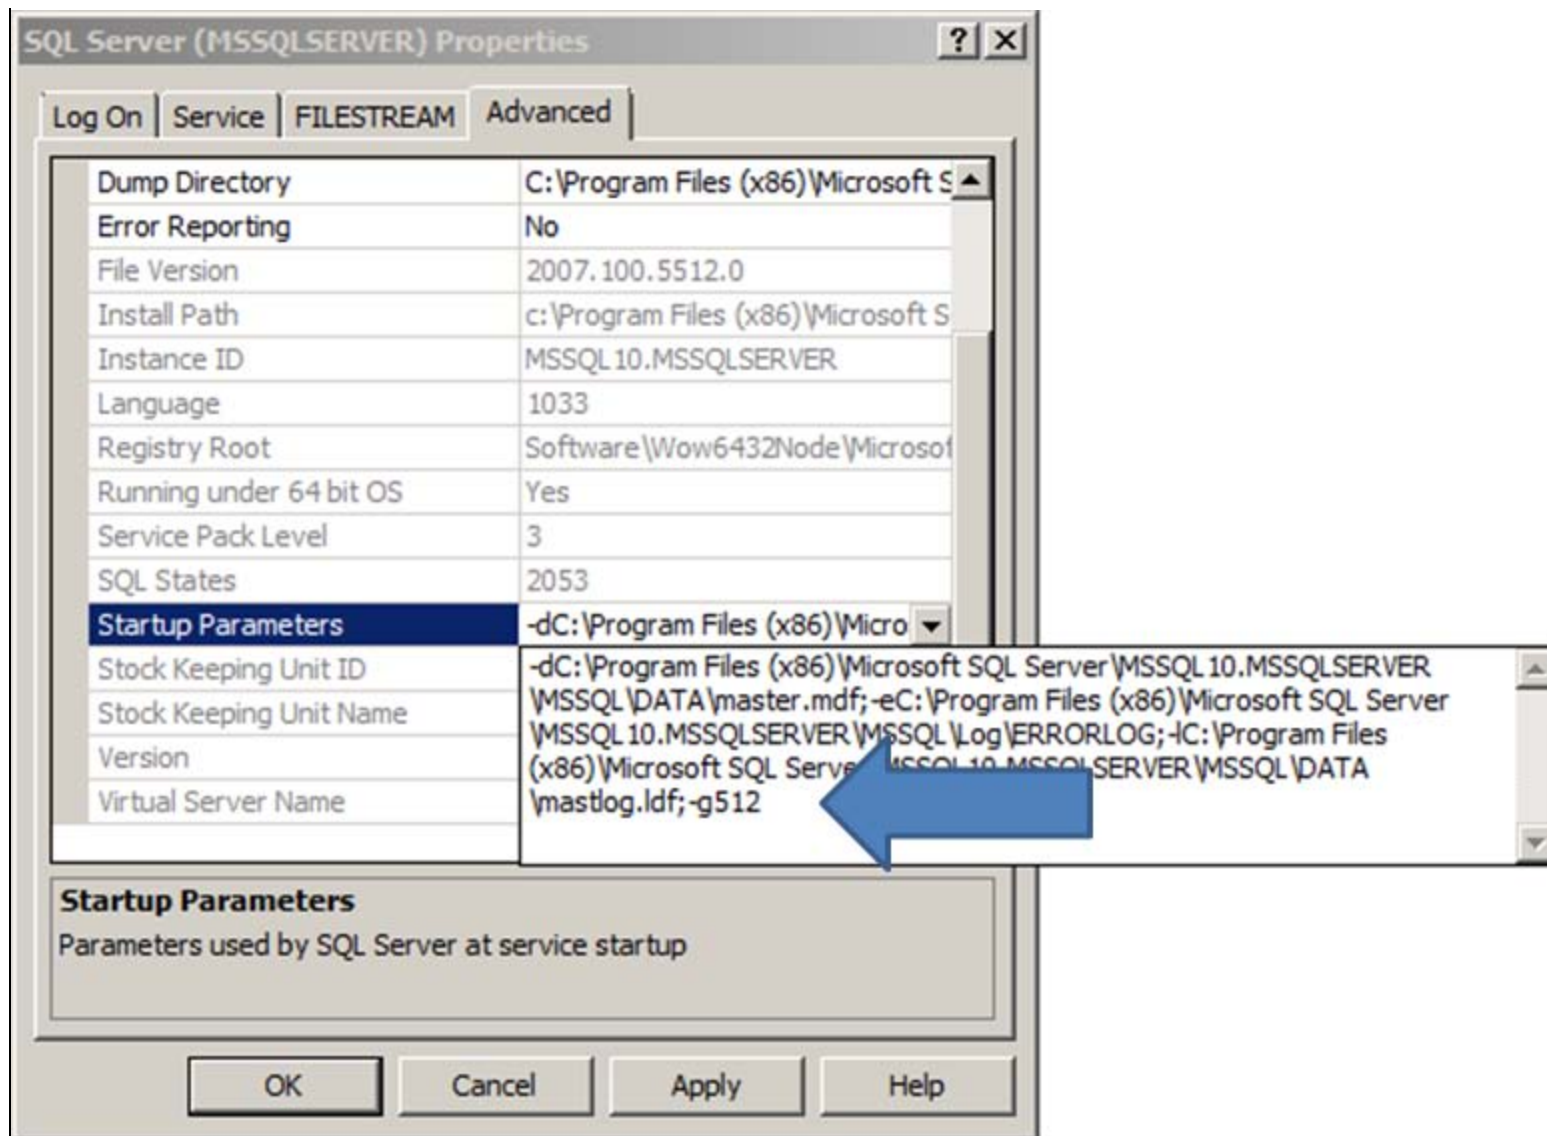 SQL Server (MSSQLSERVER) Properties
Log On Service FILESTREAM Advanced
Dump Directory C:\Program Files (x86)\Microsoft S
Error Reporting No
File Version 2007.100.5512.0
Install Path c:\Program Files (x86)\Microsoft S
Instance ID MSSQL10.MSSQLSERVER
Language 1033
Registry Root Software\Wow6432Node\Microsof
Running under 64 bit OS Yes
Service Pack Level 3
SQL States 2053
Startup Parameters -dC:\Program Files (x86)\Micro
Stock Keeping Unit ID
Stock Keeping Unit Name
Version
Virtual Server Name
-dC:\Program Files (x86)\Microsoft SQL Server\MSSQL10.MSSQLSERVER
\MSSQL\DATA\master.mdf;-eC:\Program Files (x86)\Microsoft SQL Server
\MSSQL10.MSSQLSERVER\MSSQL\Log\ERRORLOG;-lC:\Program Files
(x86)\Microsoft SQL Serve MSSQL10.MSSQLSERVER\MSSQL\DATA
\mastlog.ldf;-g512
Startup Parameters
Parameters used by SQL Server at service startup
OK Cancel Apply Help